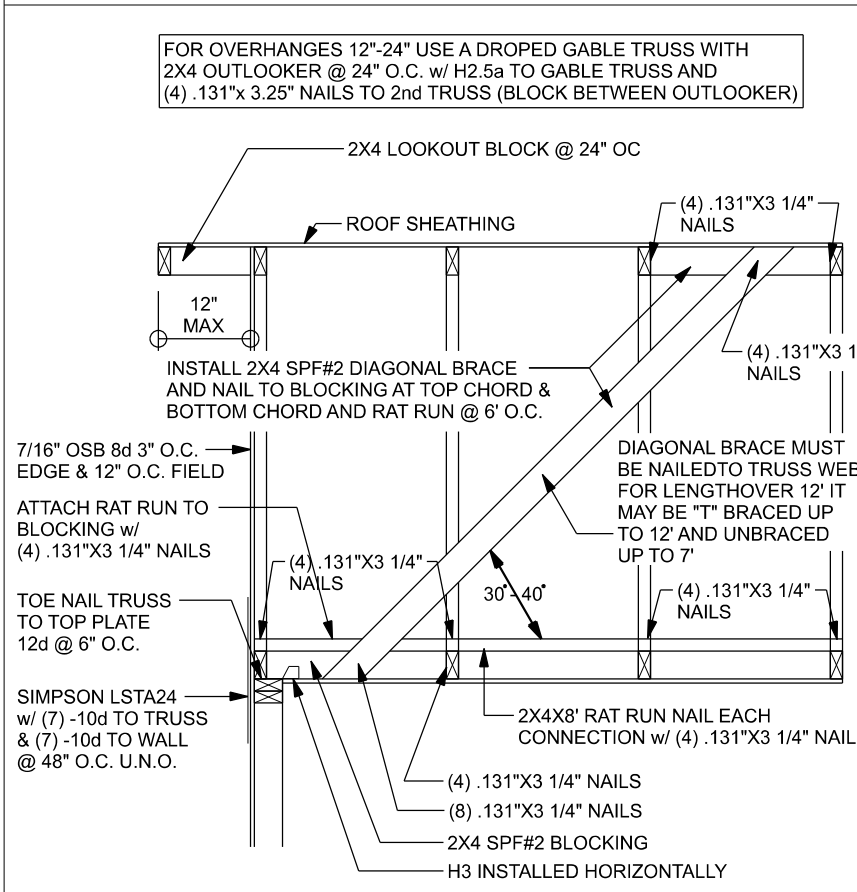 FOR OVERHANGES 12"-24" USE A DROPED GABLE TRUSS WITH
2X4 OUTLOOKER @ 24" O.C. w/ H2.5a TO GABLE TRUSS AND
(4) .131"x 3.25" NAILS TO 2nd TRUSS (BLOCK BETWEEN OUTLOOKER)
2X4 LOOKOUT BLOCK @ 24" OC
(4) .131"X3 1/4"
NAILS
ROOF SHEATHING
12"
MAX
(4) .131"X3 1
NAILS
INSTALL 2X4 SPF#2 DIAGONAL BRACE
AND NAIL TO BLOCKING AT TOP CHORD &
BOTTOM CHORD AND RAT RUN @ 6' O.C.
7/16" OSB 8d 3" O.C.
EDGE & 12" O.C. FIELD
DIAGONAL BRACE MUST
BE NAILEDTO TRUSS WEB
FOR LENGTHOVER 12' IT
MAY BE "T" BRACED UP
TO 12' AND UNBRACED
UP TO 7'
ATTACH RAT RUN TO
BLOCKING w/
(4) .131"X3 1/4" NAILS
(4) .131"X3 1/4"
NAILS
30°-40°
(4) .131"X3 1/4"
NAILS
TOE NAIL TRUSS
TO TOP PLATE
12d @ 6" O.C.
SIMPSON LSTA24
w/ (7) -10d TO TRUSS
& (7) -10d TO WALL
@ 48" O.C. U.N.O.
2X4X8' RAT RUN NAIL EACH
CONNECTION w/ (4) .131"X3 1/4" NAIL
(4) .131"X3 1/4" NAILS
(8) .131"X3 1/4" NAILS
2X4 SPF#2 BLOCKING
H3 INSTALLED HORIZONTALLY